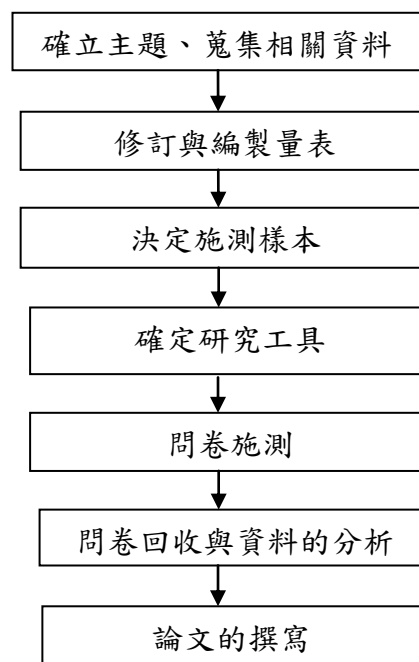 確立主題、蒐集相關資料
修訂與編製量表
決定施測樣本
確定研究工具
問卷施測
問卷回收與資料的分析
論文的撰寫